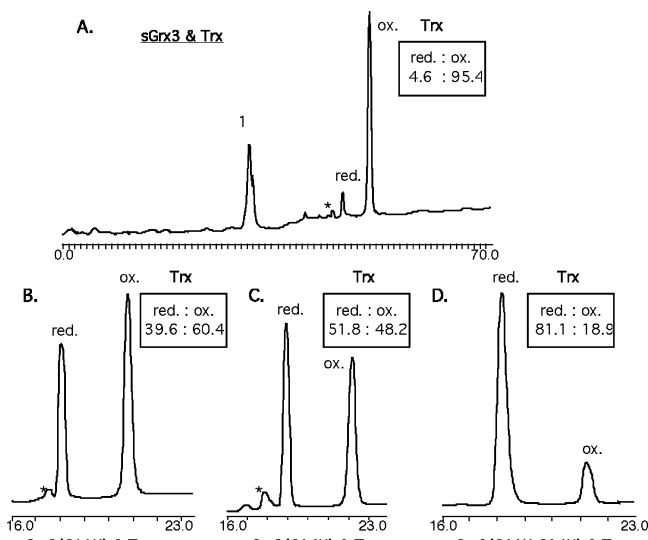 A.
sGrx3 & Trx
ox.
Trx
red. : ox.
4.6 : 95.4
1
*
red.
0.0
70.0
B.
ox.
Trx
red. : ox.
39.6 : 60.4
red.
*
16.0
23.0
C.
red.
Trx
red. : ox.
51.8 : 48.2
ox.
*
16.0
23.0
D.
red.
Trx
red. : ox.
81.1 : 18.9
ox.
16.0
23.0